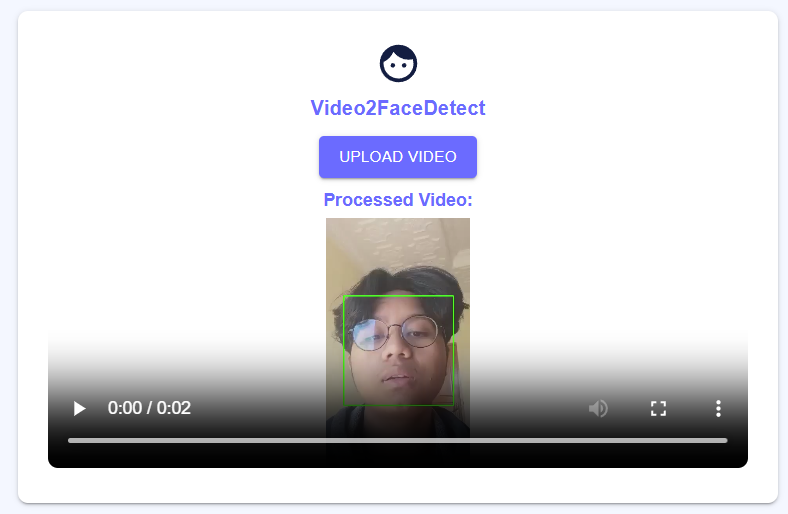 Video2FaceDetect
UPLOAD VIDEO
Processed Video:
0:00 / 0:02